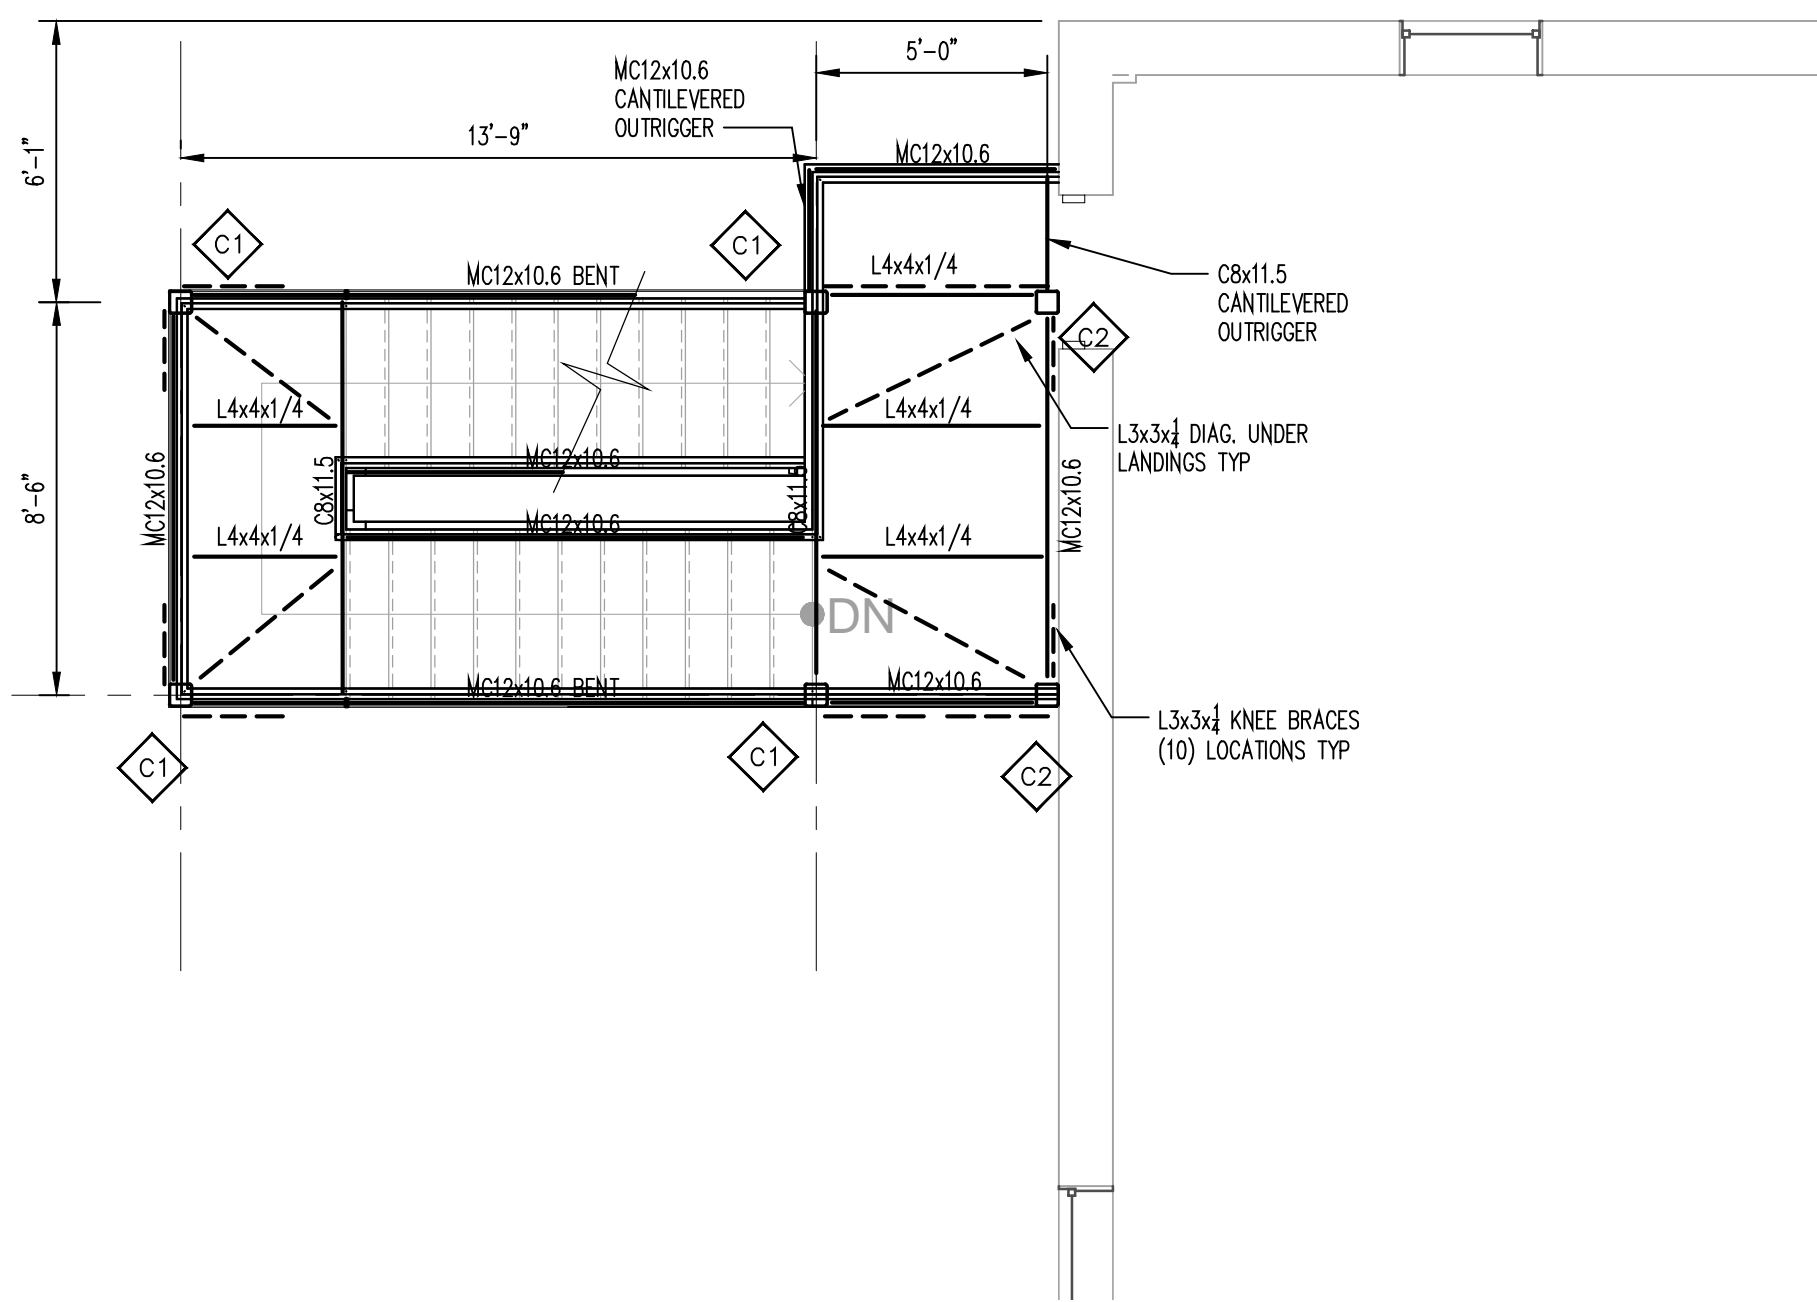 5'-0"
MC12x10.6
CANTILEVERED
OUTRIGGER
13'-9"
6'-1"
MC12x10.6
C1
C1
MC12x10.6 BENT
L4x4x1/4
C8x11.5
CANTILEVERED
OUTRIGGER
C2
L4x4x1/4
L4x4x1/4
L3x3x1/4 DIAG. UNDER
LANDINGS TYP
MC12x10.6
8'-6"
MC12x10.6
C8x11.5
C8x11.5
MC12x10.6
MC12x10.6
L4x4x1/4
L4x4x1/4
DN
MC12x10.6 BENT
MC12x10.6
L3x3x1/4 KNEE BRACES
(10) LOCATIONS TYP
C1
C1
C2